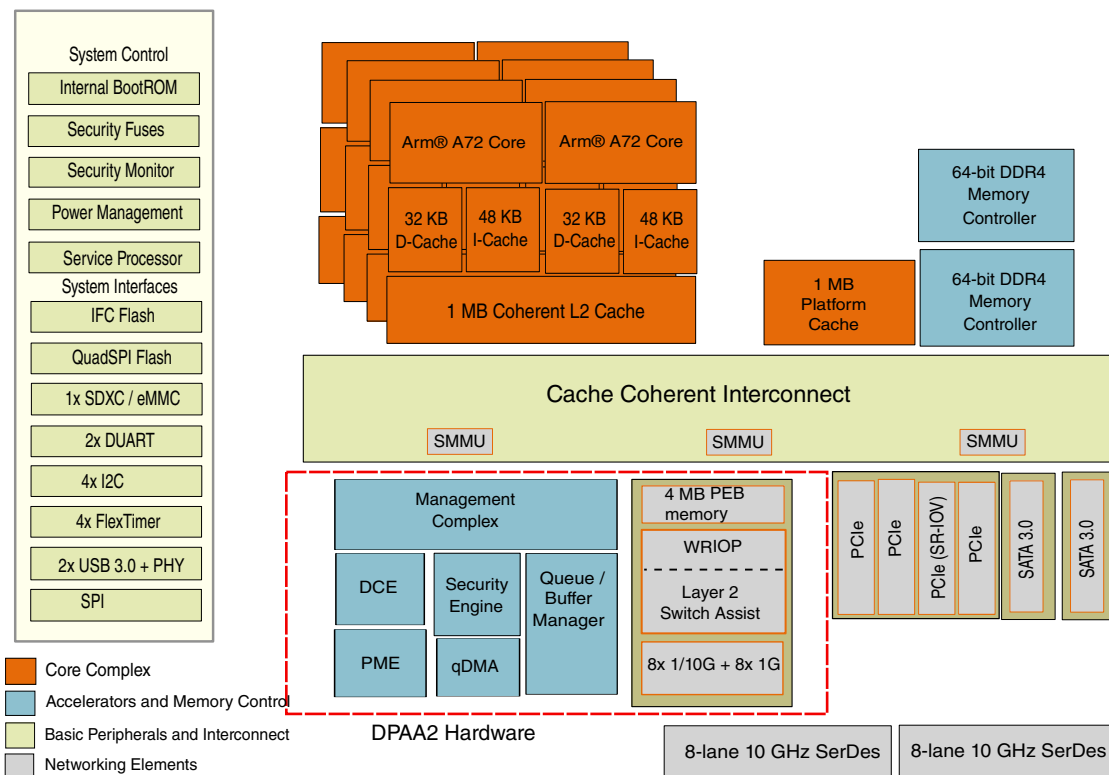 System Control
Internal BootROM
Security Fuses
Security Monitor
Power Management
Service Processor
System Interfaces
IFC Flash
QuadSPI Flash
1x SDXC / eMMC
2x DUART
4x I2C
4x FlexTimer
2x USB 3.0 + PHY
SPI
Core Complex
Accelerators and Memory Control
Basic Peripherals and Interconnect
Networking Elements
Arm® A72 Core
Arm® A72 Core
32 KB
D-Cache
48 KB
I-Cache
32 KB
D-Cache
48 KB
I-Cache
1 MB Coherent L2 Cache
1 MB
Platform
Cache
64-bit DDR4
Memory
Controller
64-bit DDR4
Memory
Controller
Cache Coherent Interconnect
SMMU
SMMU
SMMU
Management
Complex
DCE
Security
Engine
Queue /
Buffer
Manager
PME
qDMA
4 MB PEB
memory
WRIOP
Layer 2
Switch Assist
8x 1/10G + 8x 1G
DPAA2 Hardware
PCIe
PCIe
PCIe (SR-IOV)
PCIe
SATA 3.0
SATA 3.0
8-lane 10 GHz SerDes
8-lane 10 GHz SerDes